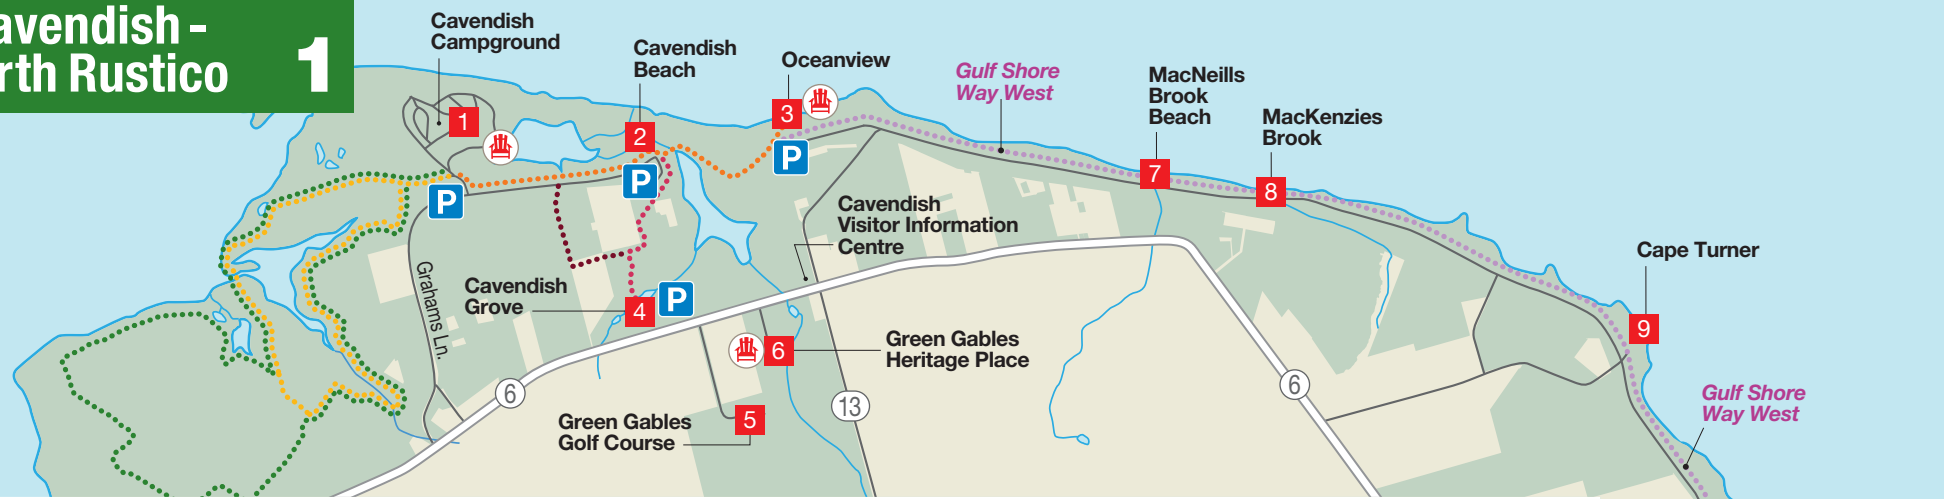 avendish -
rth Rustico
1
Cavendish
Campground
Cavendish
Beach
Oceanview
Gulf Shore
Way West
MacNeills
Brook
Beach
MacKenzies
Brook
1
2
3
P
P
P
7
8
Cavendish
Visitor Information
Centre
Cape Turner
9
Grahams Ln.
Cavendish
Grove
4
P
Green Gables
Heritage Place
6
6
13
6
Green Gables
Golf Course
5
Gulf Shore
Way West